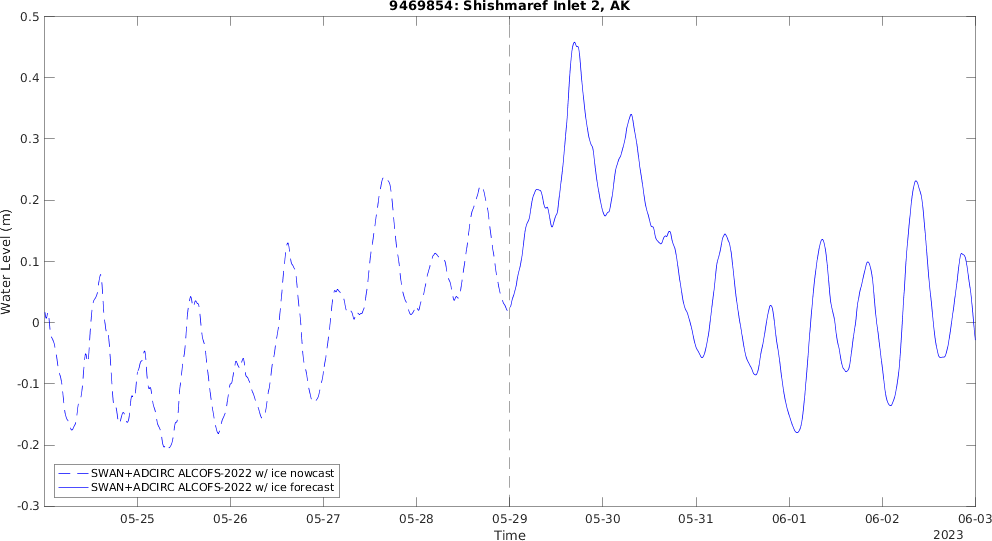 9469854: Shishmaref Inlet 2, AK
Water Level (m)
0.5
0.4
0.3
0.2
0.1
0
-0.1
-0.2
-0.3
SWAN+ADCIRC ALCOFS-2022 w/ ice nowcast
SWAN+ADCIRC ALCOFS-2022 w/ ice forecast
05-25 05-26 05-27 05-28 05-29 05-30 05-31 06-01 06-02 06-03
Time
2023